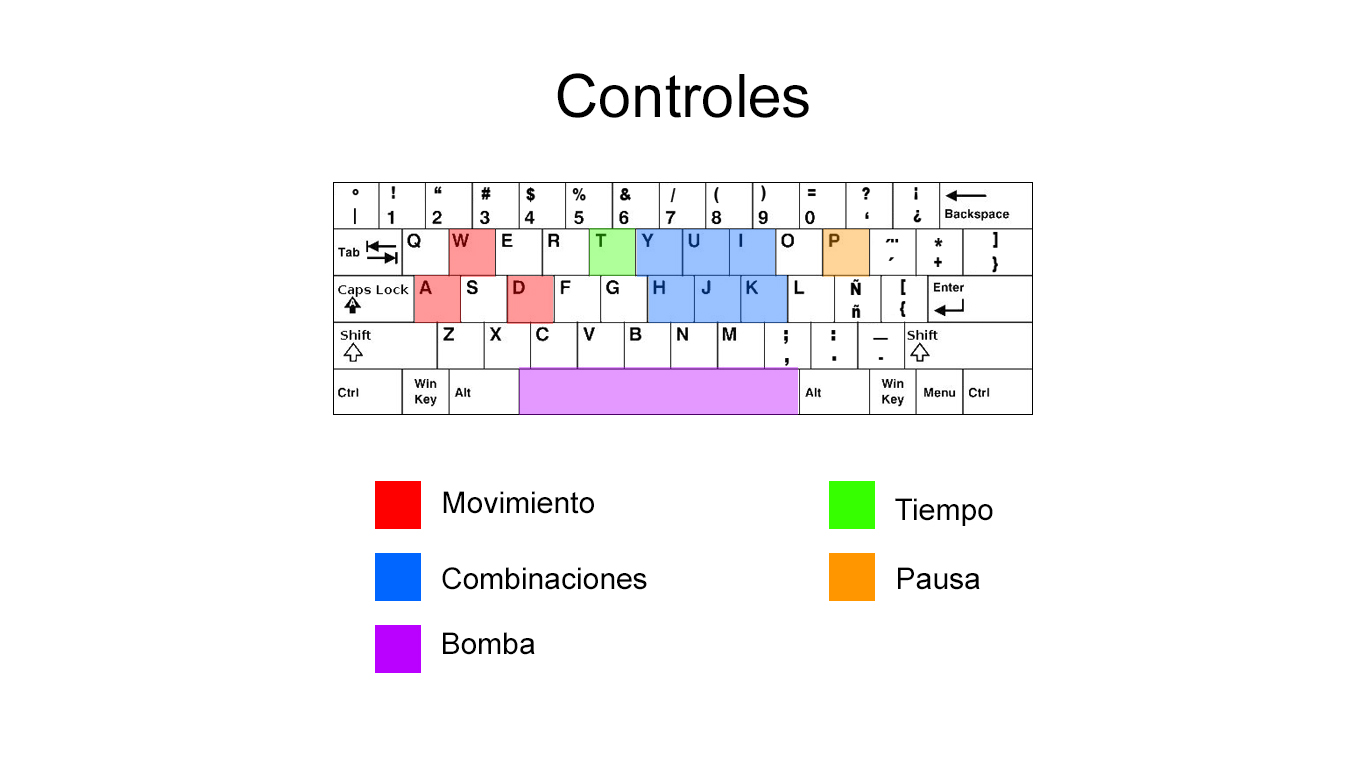 Controles
° ! “ # $ % & / ( ) = ? ¡
| 1 2 3 4 5 6 7 8 9 0 ‘ ¿ Backspace
Tab Q W E R T Y U I O P ¨ * ]
´ + }
Caps Lock A S D F G H J K L Ñ [ Enter
A ñ {
Shift Z X C V B N M ; : — Shift
, . -
Ctrl Win Key Alt Alt Win Key Menu Ctrl
Movimiento
Tiempo
Combinaciones
Pausa
Bomba